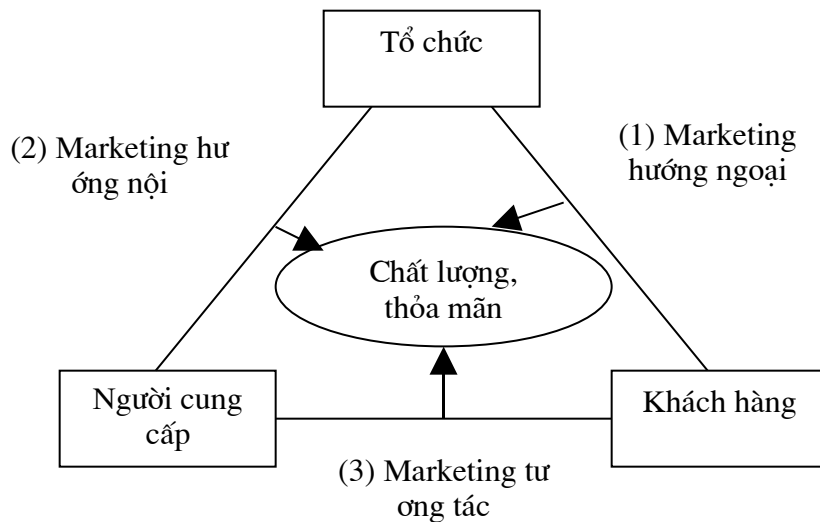 Tổ chức
(2) Marketing hư
ớng nội
(1) Marketing
hướng ngoại
Chất lượng,
thỏa mãn
Người cung
cấp
Khách hàng
(3) Marketing tư
ơng tác